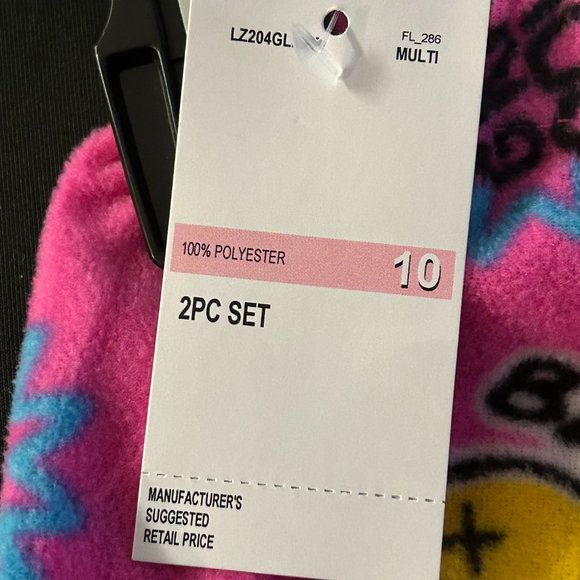 LZ204GL
FL_286
MULTI
100% POLYESTER
10
2PC SET
MANUFACTURER'S
SUGGESTED
RETAIL PRICE